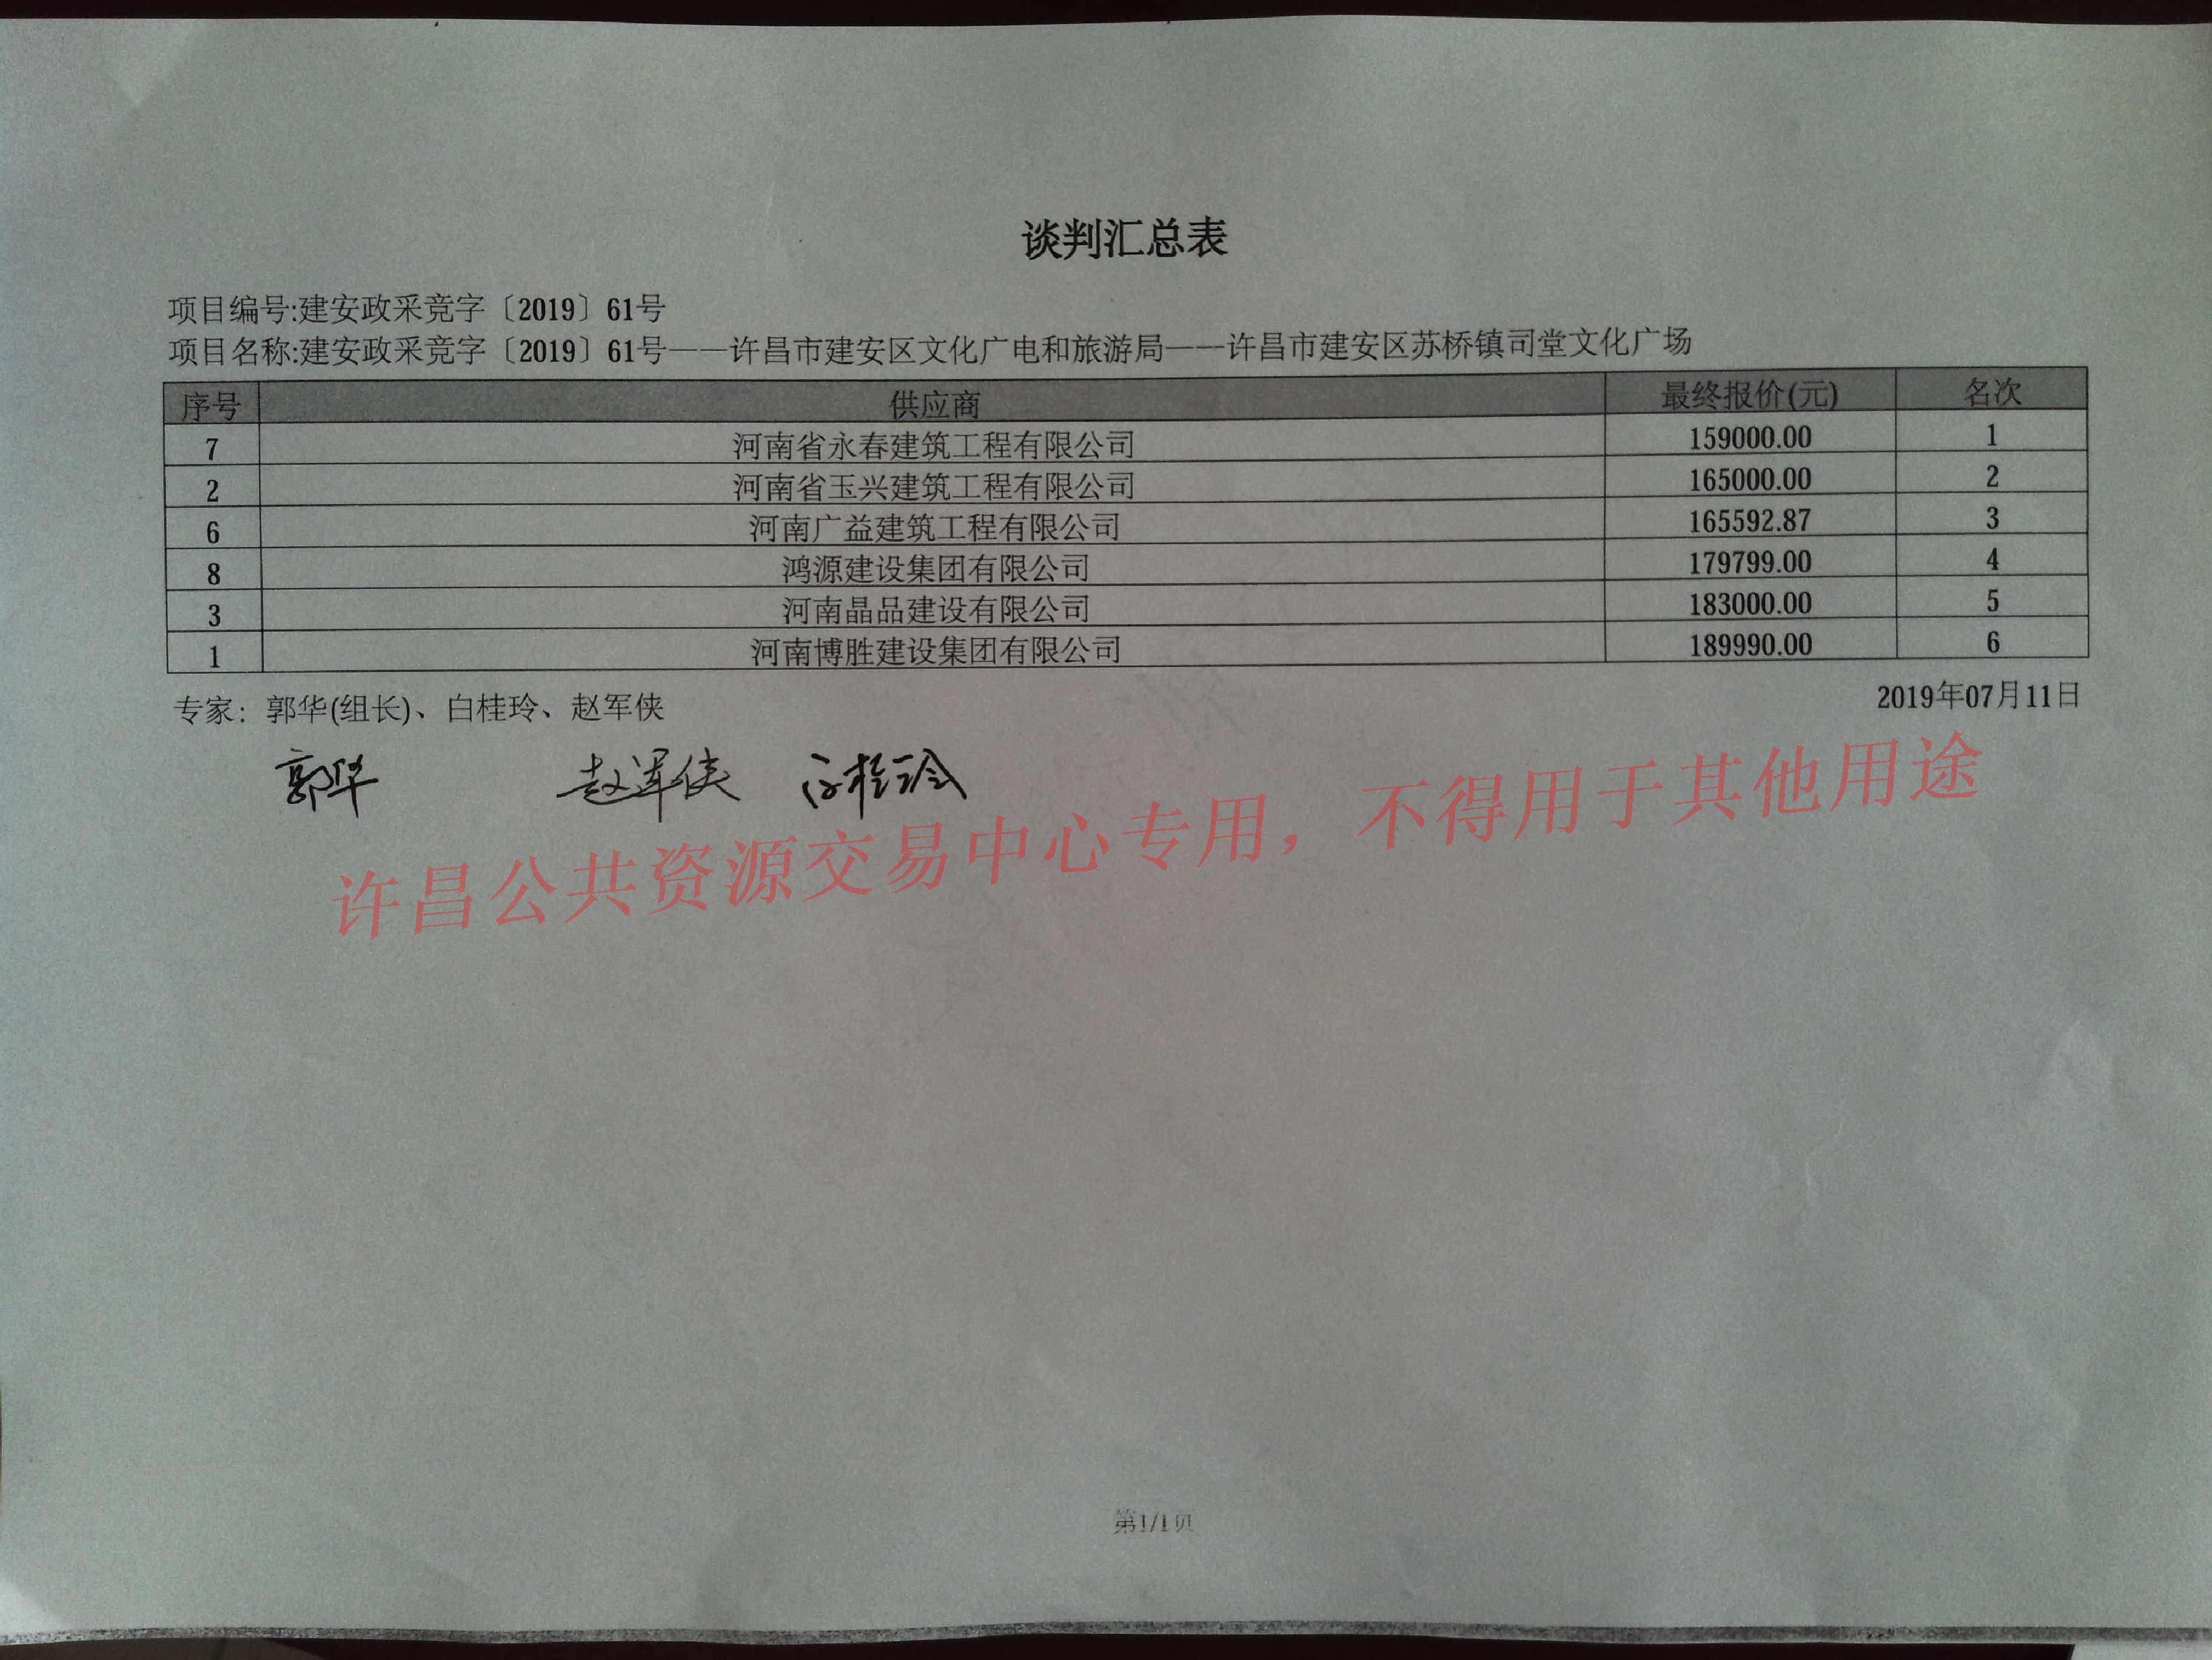 谈判汇总表
项目编号:建安政采竞字〔2019〕61号
项目名称:建安政采竞字〔2019〕61号——许昌市建安区文化广电和旅游局——许昌市建安区苏桥镇司堂文化广场
序号 供应商 最终报价(元) 名次
7 河南省永春建筑工程有限公司 159000.00 1
2 河南省玉兴建筑工程有限公司 165000.00 2
6 河南广益建筑工程有限公司 165592.87 3
8 鸿源建设集团有限公司 179799.00 4
3 河南晶品建设有限公司 183000.00 5
1 河南博胜建设集团有限公司 189990.00 6
专家：郭华(组长)、白桂玲、赵军侠 2019年07月11日
郭华 赵军侠 白桂玲
许昌公共资源交易中心专用，不得用于其他用途
第1/1页